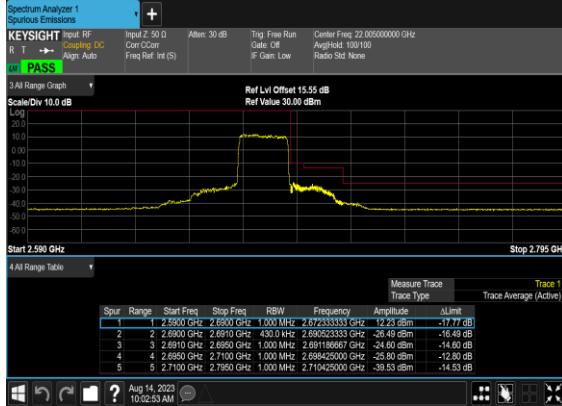 Spectrum Analyzer 1
Spurious Emissions
+
KEYSIGHT
R T
PASS
Input: RF
Coupling: DC
Align: Auto
Input Z: 50 Ω
Corr CCorr
Freq Ref: Int (S)
Atten: 30 dB
Trig: Free Run
Gate: Off
IF Gain: Low
Center Freq: 22.005000000 GHz
Avg|Hold: 100/100
Radio Std: None
3 All Range Graph
Scale/Div 10.0 dB
Ref Lvl Offset 15.55 dB
Ref Value 30.00 dBm
Log
20.0
10.0
0.00
-10.0
-20.0
-30.0
-40.0
-50.0
-60.0
Start 2.590 GHz
Stop 2.795 GH
4 All Range Table
Measure Trace Trace 1
Trace Type Trace Average (Active)
Spur Range Start Freq Stop Freq RBW Frequency Amplitude ΔLimit
1 1 2.5900 GHz 2.6900 GHz 1.000 MHz 2.672333333 GHz 12.23 dBm -17.77 dB
2 2 2.6900 GHz 2.6910 GHz 430.0 kHz 2.690523333 GHz -26.49 dBm -16.49 dB
3 3 2.6910 GHz 2.6950 GHz 1.000 MHz 2.691186667 GHz -24.60 dBm -14.60 dB
4 4 2.6950 GHz 2.7100 GHz 1.000 MHz 2.698425000 GHz -25.80 dBm -12.80 dB
5 5 2.7100 GHz 2.7950 GHz 1.000 MHz 2.710425000 GHz -39.53 dBm -14.53 dB
?
Aug 14, 2023
10:02:53 AM